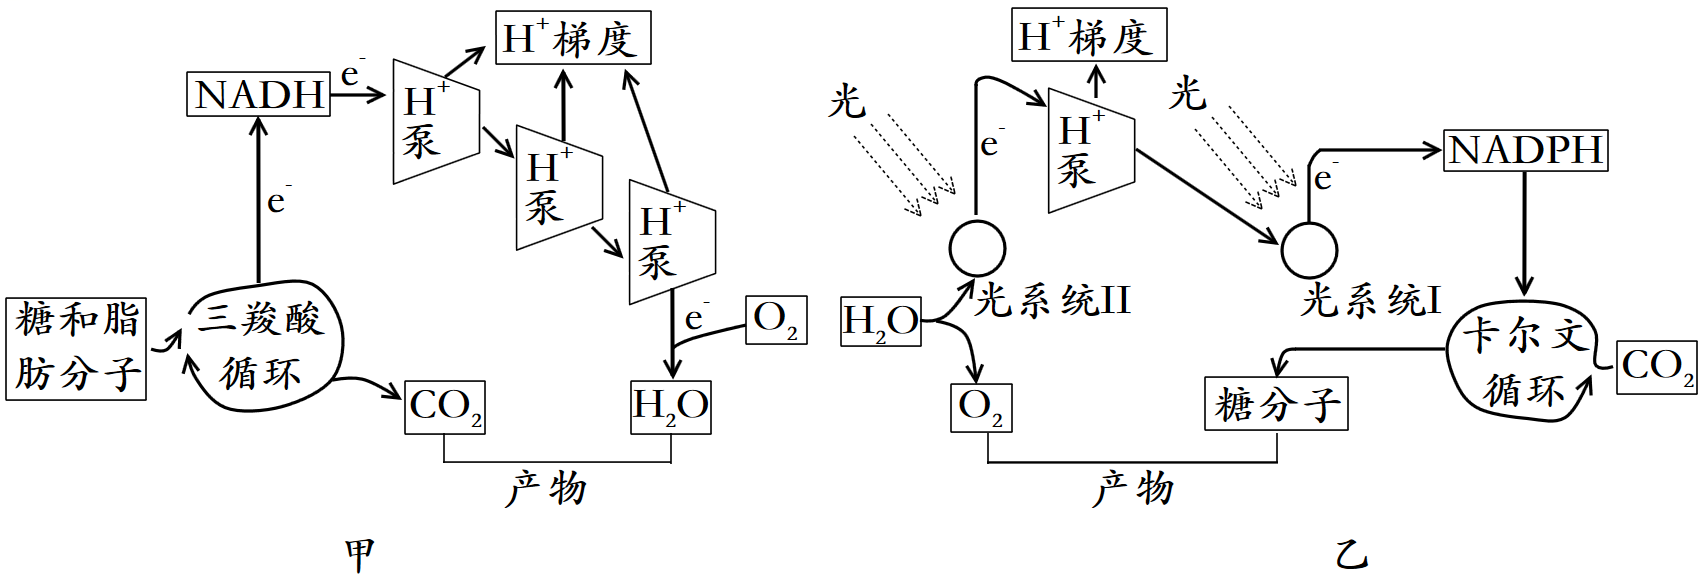 H⁺梯度
NADH
e⁻
H⁺
泵
H⁺
泵
H⁺
泵
e⁻
糖和脂
肪分子
三羧酸
循环
e⁻
O₂
CO₂
H₂O
产物
甲
H⁺梯度
光
e⁻
H⁺
泵
光
e⁻
NADPH
H₂O
光系统II
光系统I
卡尔文
循环
CO₂
O₂
糖分子
产物
乙